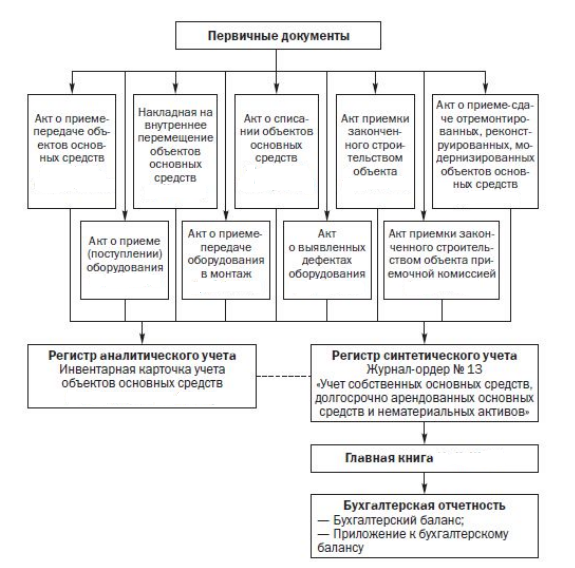 Первичные документы
Акт о приеме-
передаче объ-
ектов основ-
ных средств
Накладная на
внутреннее
перемещение
объектов
основных
средств
Акт о списа-
нии объектов
основных
средств
Акт приемки
закончен-
ного строи-
тельством
объекта
Акт о приеме-сда-
че отремонтиро-
ванных, реконст-
руированных, мо-
дернизированных
объектов основ-
ных средств
Акт о приеме
(поступлении)
оборудования
Акт о приеме-
передаче
оборудования
в монтаж
Акт
о выявленных
дефектах
оборудования
Акт приемки закон-
ченного строитель-
ством объекта при-
емочной комиссией
Регистр аналитического учета
Инвентарная карточка учета
объектов основных средств
Регистр синтетического учета
Журнал-ордер № 13
«Учет собственных основных средств,
долгосрочно арендованных основных
средств и нематериальных активов»
Главная книга
Бухгалтерская отчетность
— Бухгалтерский баланс;
— Приложение к бухгалтерскому
балансу